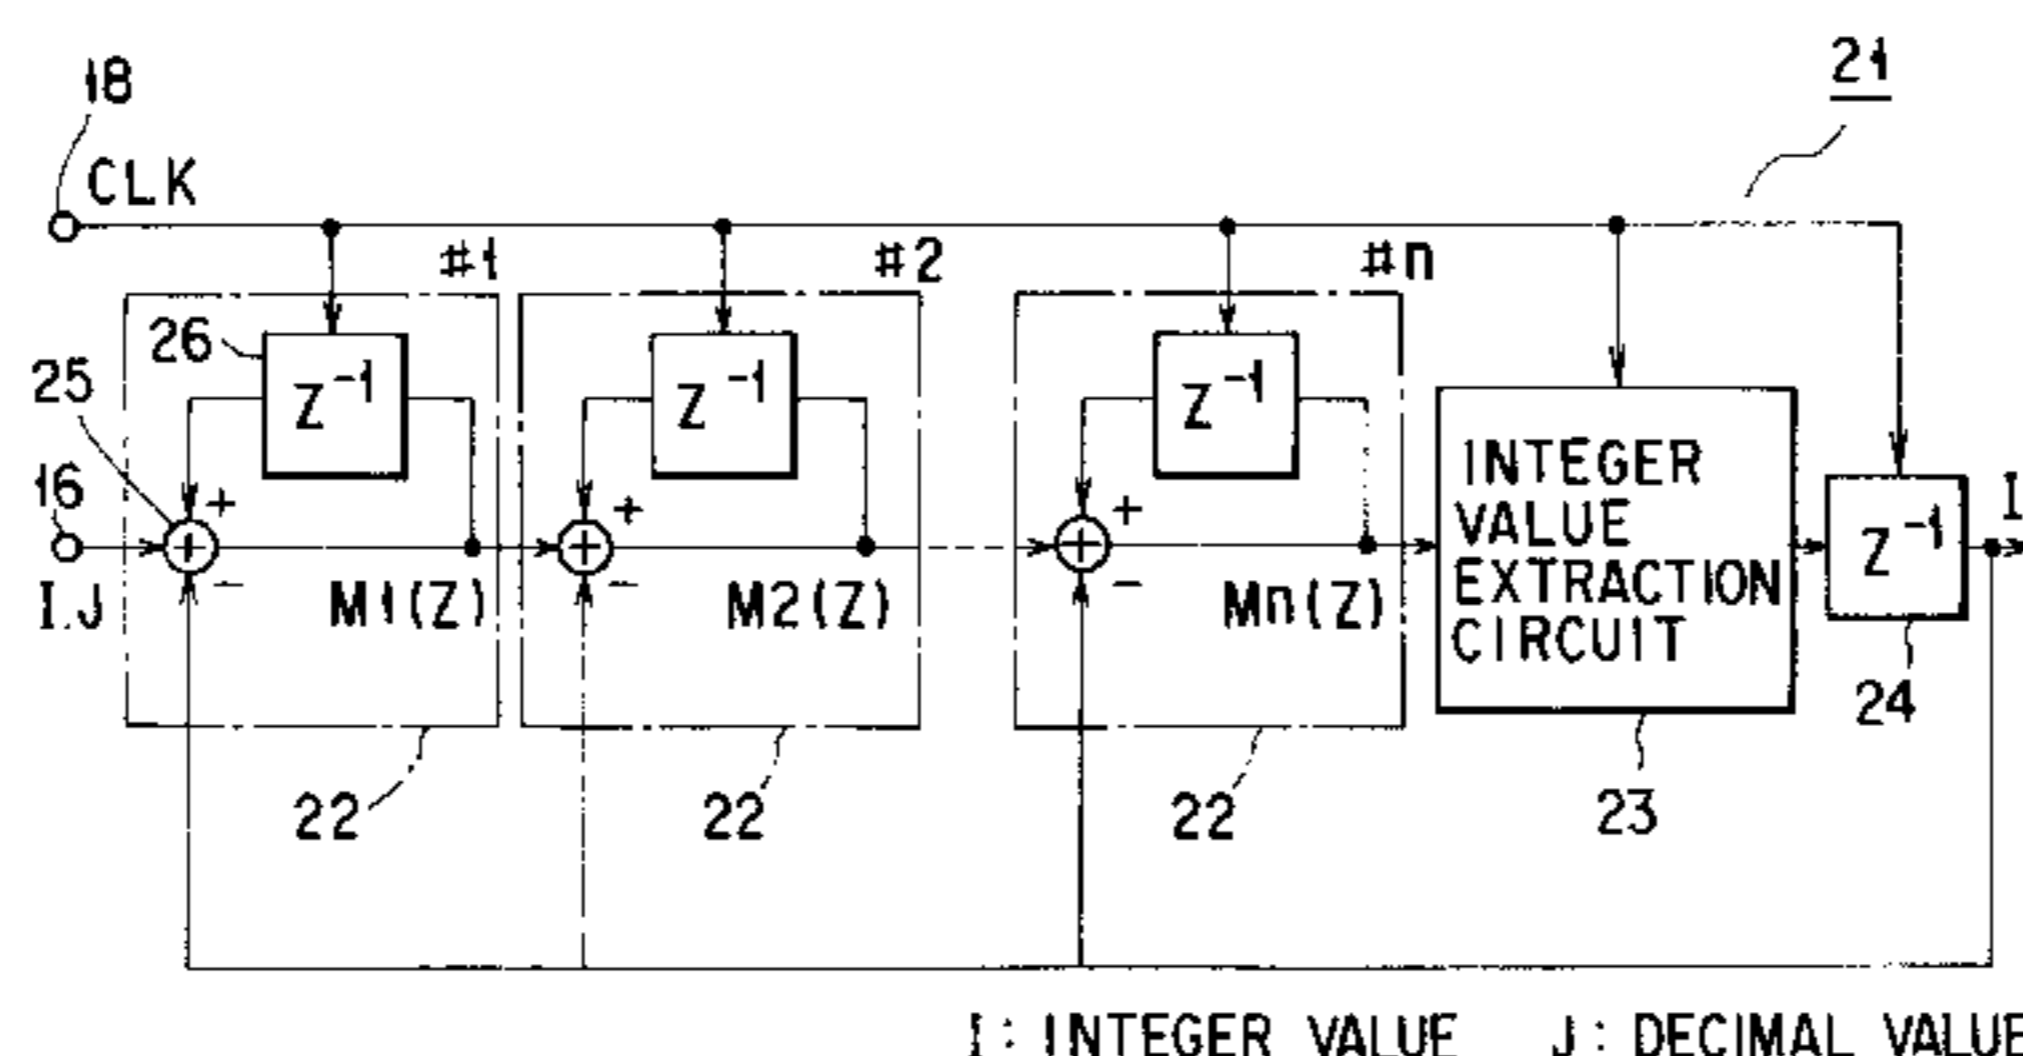 21
18
CLK
#1
#2
#n
26
Z⁻¹
Z⁻¹
Z⁻¹
25
INTEGER
VALUE
EXTRACTION
CIRCUIT
Z⁻¹
I
16
+
+
+
+
+
+
−
−
−
I.J
M1(Z)
M2(Z)
Mn(Z)
24
22
22
22
23
I: INTEGER VALUE J: DECIMAL VALUE